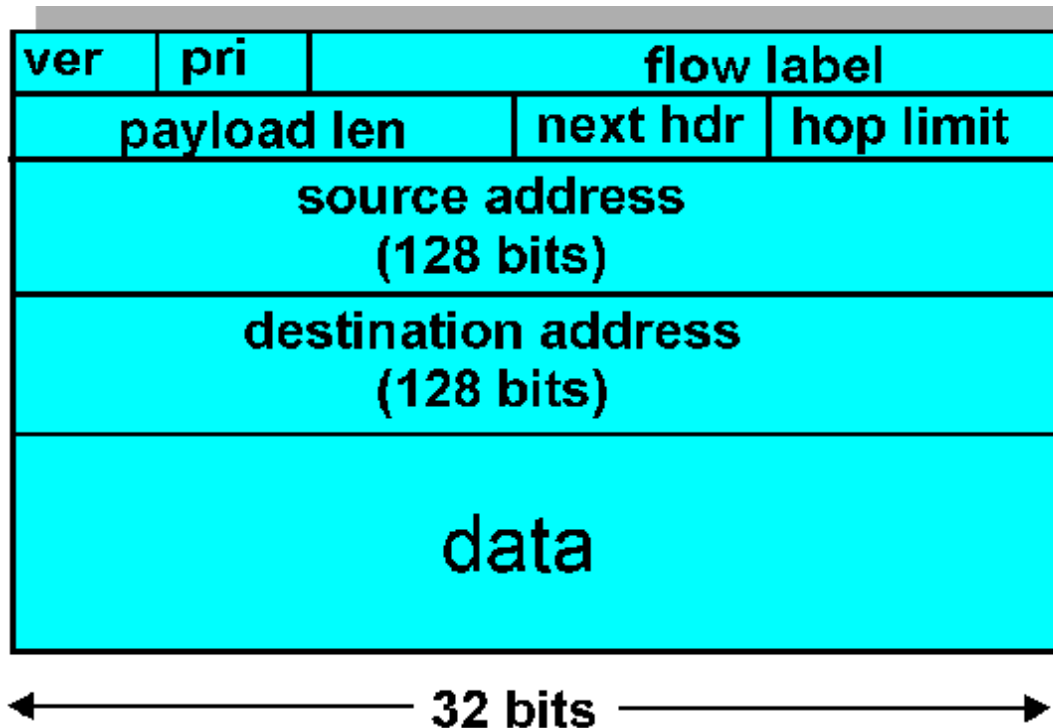 ver pri flow label
payload len next hdr hop limit
source address
(128 bits)
destination address
(128 bits)
data
32 bits